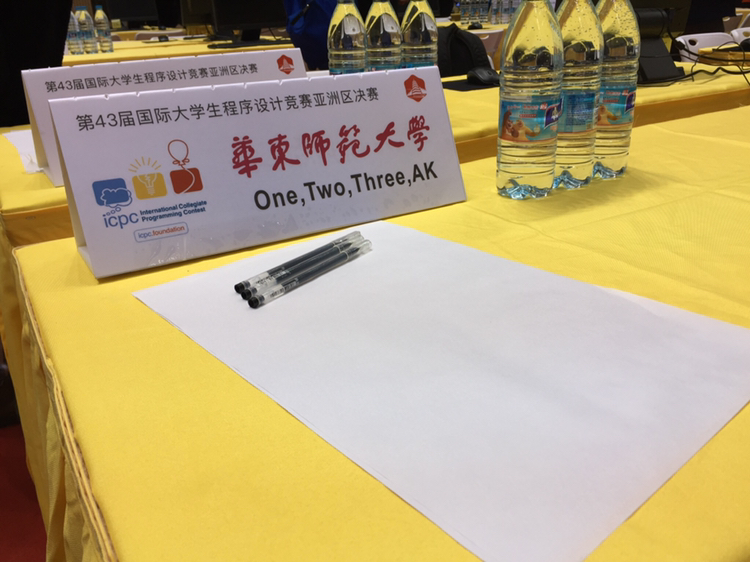 第43届国际大学生程序设计竞赛亚洲区决赛
第43届国际大学生程序设计竞赛亚洲区决赛
華東师范大學
One,Two,Three,AK
icpc International Collegiate
Programming Contest
icpc.foundation